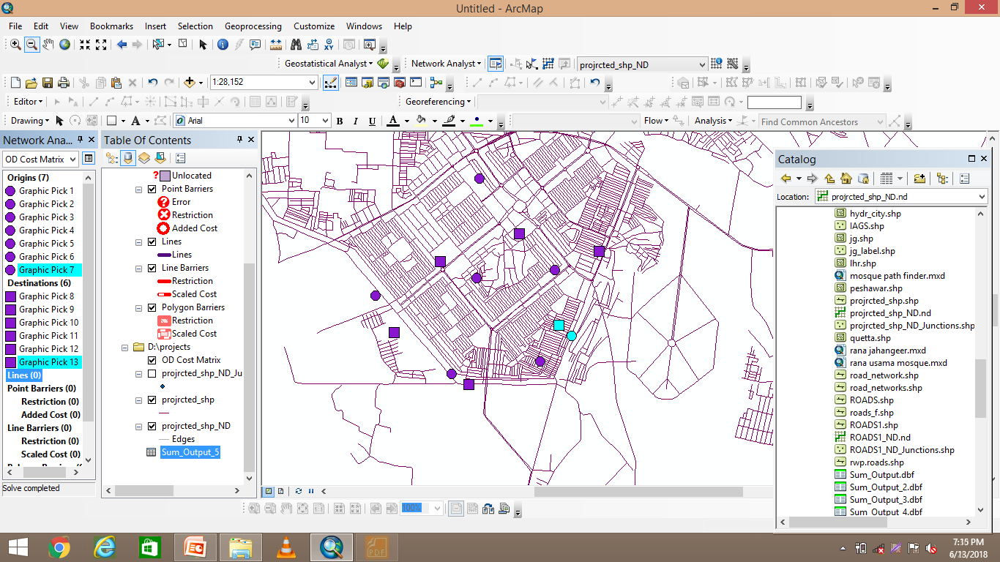 Untitled - ArcMap
File Edit View Bookmarks Insert Selection Geoprocessing Customize Windows Help
Geostatistical Analyst Network Analyst projrcted_shp_ND
1:28,152
Editor Georeferencing
Drawing A Arial 10 B I U A Flow Analysis Find Common Ancestors
Network Ana...
OD Cost Matrix
Origins (7)
Graphic Pick 1
Graphic Pick 2
Graphic Pick 3
Graphic Pick 4
Graphic Pick 5
Graphic Pick 6
Graphic Pick 7
Destinations (6)
Graphic Pick 8
Graphic Pick 9
Graphic Pick 10
Graphic Pick 11
Graphic Pick 12
Graphic Pick 13
Lines (0)
Point Barriers (0)
Restriction (0)
Added Cost (0)
Line Barriers (0)
Restriction (0)
Scaled Cost (0)
Solve completed
Table Of Contents
Unlocated
Point Barriers
Error
Restriction
Added Cost
Lines
Lines
Line Barriers
Restriction
Scaled Cost
Polygon Barriers
Restriction
Scaled Cost
D:\projects
OD Cost Matrix
projrcted_shp_ND_Ju
projrcted_shp
projrcted_shp_ND
Edges
Sum_Output_5
100%
Catalog
Location: projrcted_shp_ND.nd
hydr_city.shp
IAGS.shp
jg.shp
jg_label.shp
lhr.shp
mosque path finder.mxd
peshawar.shp
projrcted_shp.shp
projrcted_shp_ND.nd
projrcted_shp_ND_Junctions.shp
quetta.shp
rana jahangeer.mxd
rana usama mosque.mxd
road_network.shp
road_networks.shp
ROADS.shp
roads_f.shp
ROADS1.shp
ROADS1_ND.nd
ROADS1_ND_Junctions.shp
rwp.roads.shp
Sum_Output.dbf
Sum_Output_2.dbf
Sum_Output_3.dbf
Sum_Output_4.dbf
PDF
7:15 PM
6/13/2018